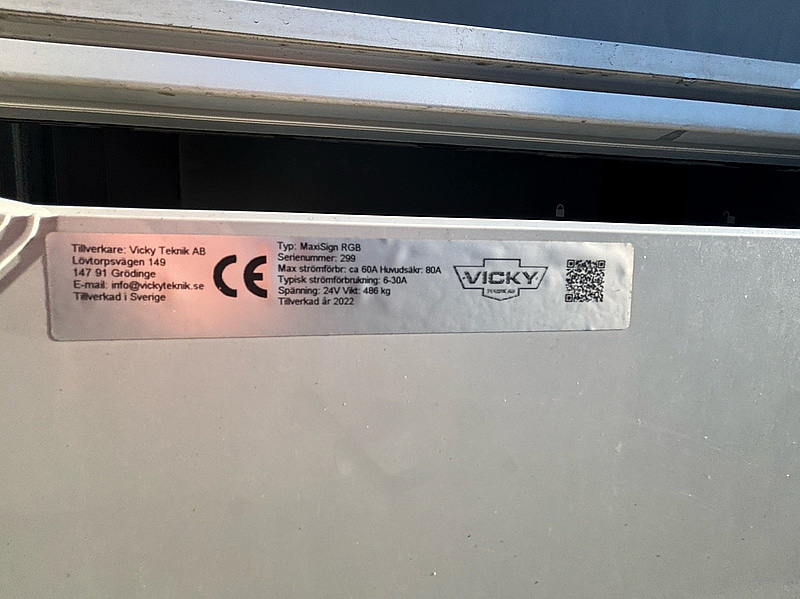 Tillverkare: Vicky Teknik AB
Lövtorpsvägen 149
147 91 Grödinge
E-mail: info@vickyteknik.se
Tillverkad i Sverige
CE
Typ: MaxiSign RGB
Serienummer: 299
Max strömförbr: ca 60A Huvudsäkr: 80A
Typisk strömförbrukning: 6-30A
Spänning: 24V Vikt: 486 kg
Tillverkad år 2022
VICKY
TEKNIK AB